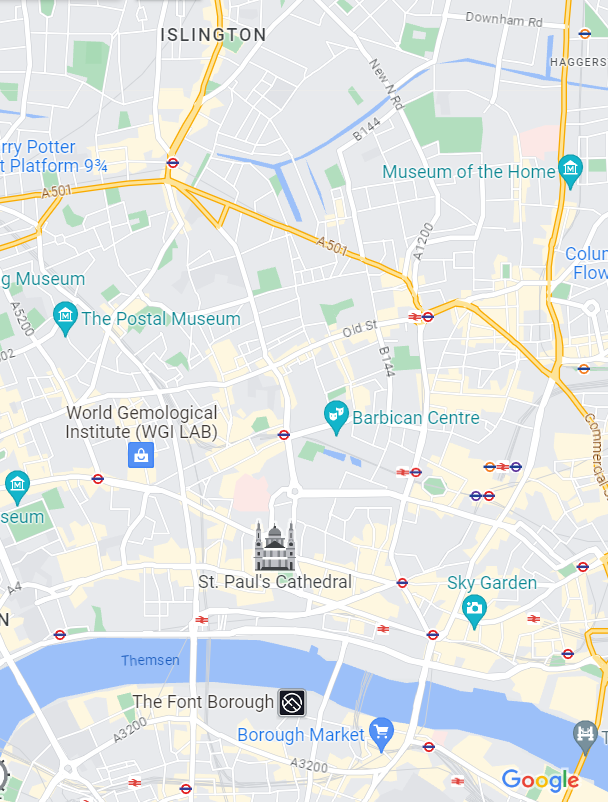 ISLINGTON
Downham Rd
HAGGERS
New N Rd
B144
rry Potter
t Platform 9¾
Museum of the Home
A501
A501
A1200
Colum
Flow
g Museum
A5200
The Postal Museum
Old St
B144
02
World Gemological
Institute (WGI LAB)
Barbican Centre
Commercial
seum
St. Paul's Cathedral
Sky Garden
A4
N
Themsen
The Font Borough
A3200
Borough Market
T
A3200
Google